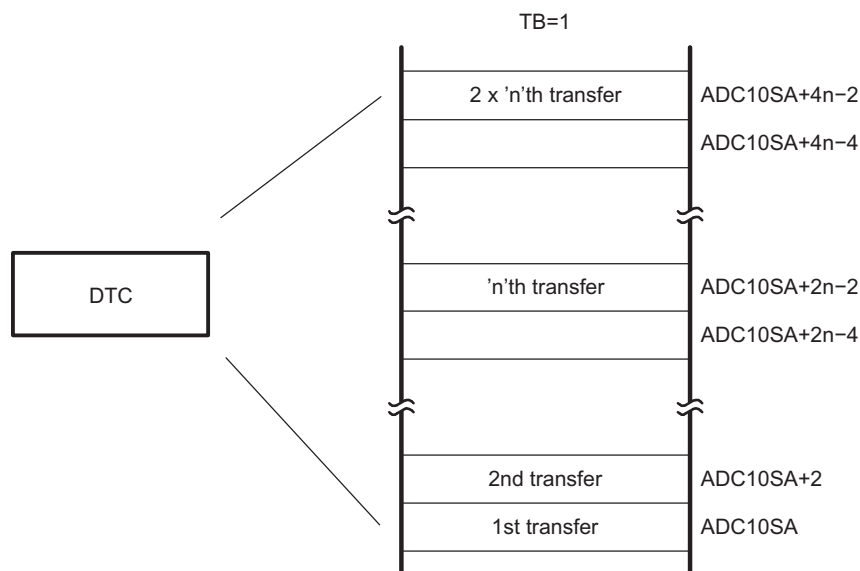 TB=1
2 x ’n’th transfer ADC10SA+4n−2
ADC10SA+4n−4
DTC
’n’th transfer ADC10SA+2n−2
ADC10SA+2n−4
2nd transfer ADC10SA+2
1st transfer ADC10SA